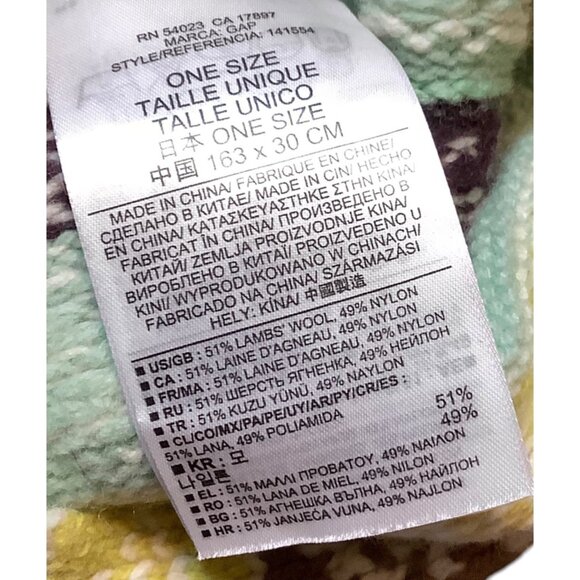 RN 54023 CA 17897
MARCA: GAP
STYLE/REFERENCIA: 141554
ONE SIZE
TAILLE UNIQUE
TALLE UNICO
日本 ONE SIZE
中国 163 x 30 CM
MADE IN CHINA/ FABRIQUE EN CHINE/
СДЕЛАНО В КИТАЕ/ MADE IN CIN/ HECHO
EN CHINA/ ΚΑΤΑΣΚΕΥΑΣΤΗΚΕ ΣΤΗΝ ΚΙΝΑ/
FABRICAT ÎN CHINA/ ПРОИЗВЕДЕНО В
КИТАЙ/ ZEMLJA PROIZVODNJE KINA/
ВИРОБЛЕНО В КИТАЇ/ PROIZVEDENO U
KINI/ WYPRODUKOWANO W CHINACH/
FABRICADO NA CHINA/ SZÁRMAZÁSI
HELY: KÍNA/ 中國製造
US/GB : 51% LAMBS' WOOL, 49% NYLON
CA : 51% LAINE D'AGNEAU, 49% NYLON
FR/MA : 51% LAINE D'AGNEAU, 49% NYLON
RU : 51% ШЕРСТЬ ЯГНЕНКА, 49% НЕЙЛОН
TR : 51% KUZU YÜNÜ, 49% NAYLON
CL/CO/MX/PA/PE/UY/AR/PY/CR/ES :
51% LANA, 49% POLIAMIDA
KR : 모 51%
나일론 49%
EL : 51% ΜΑΛΛΙ ΠΡΟΒΑΤΟΥ, 49% ΝΑΙΛΟΝ
RO : 51% LANA DE MIEL, 49% NILON
BG : 51% АГНЕШКА ВЪЛНА, 49% НАЙЛОН
HR : 51% JANJEĆA VUNA, 49% NAJLON